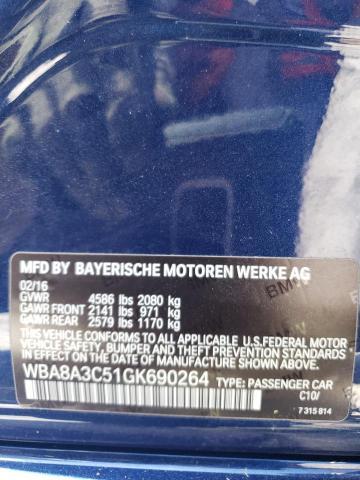 MFD BY BAYERISCHE MOTOREN WERKE AG
02/16
GVWR 4586 lbs 2080 kg
GAWR FRONT 2141 lbs 971 kg
GAWR REAR 2579 lbs 1170 kg
THIS VEHICLE CONFORMS TO ALL APPLICABLE U.S.FEDERAL MOTOR
VEHICLE SAFETY, BUMPER AND THEFT PREVENTION STANDARDS
IN EFFECT ON THE DATE OF MANUFACTURE SHOWN ABOVE.
WBA8A3C51GK690264 TYPE: PASSENGER CAR
C10/
7 315 814